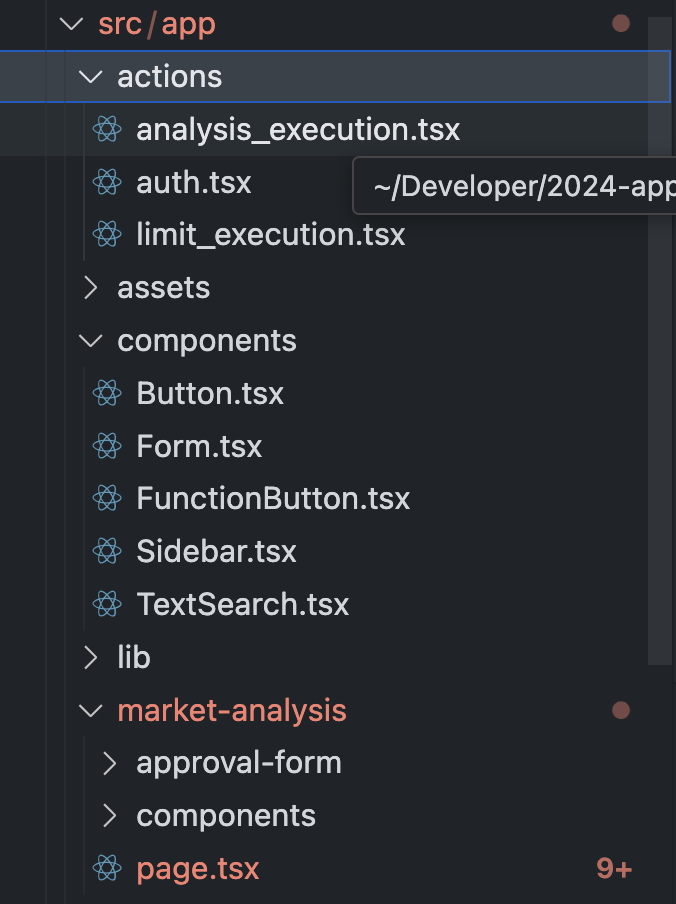 src/app
actions
analysis_execution.tsx
auth.tsx
~/Developer/2024-app
limit_execution.tsx
assets
components
Button.tsx
Form.tsx
FunctionButton.tsx
Sidebar.tsx
TextSearch.tsx
lib
market-analysis
approval-form
components
page.tsx 9+